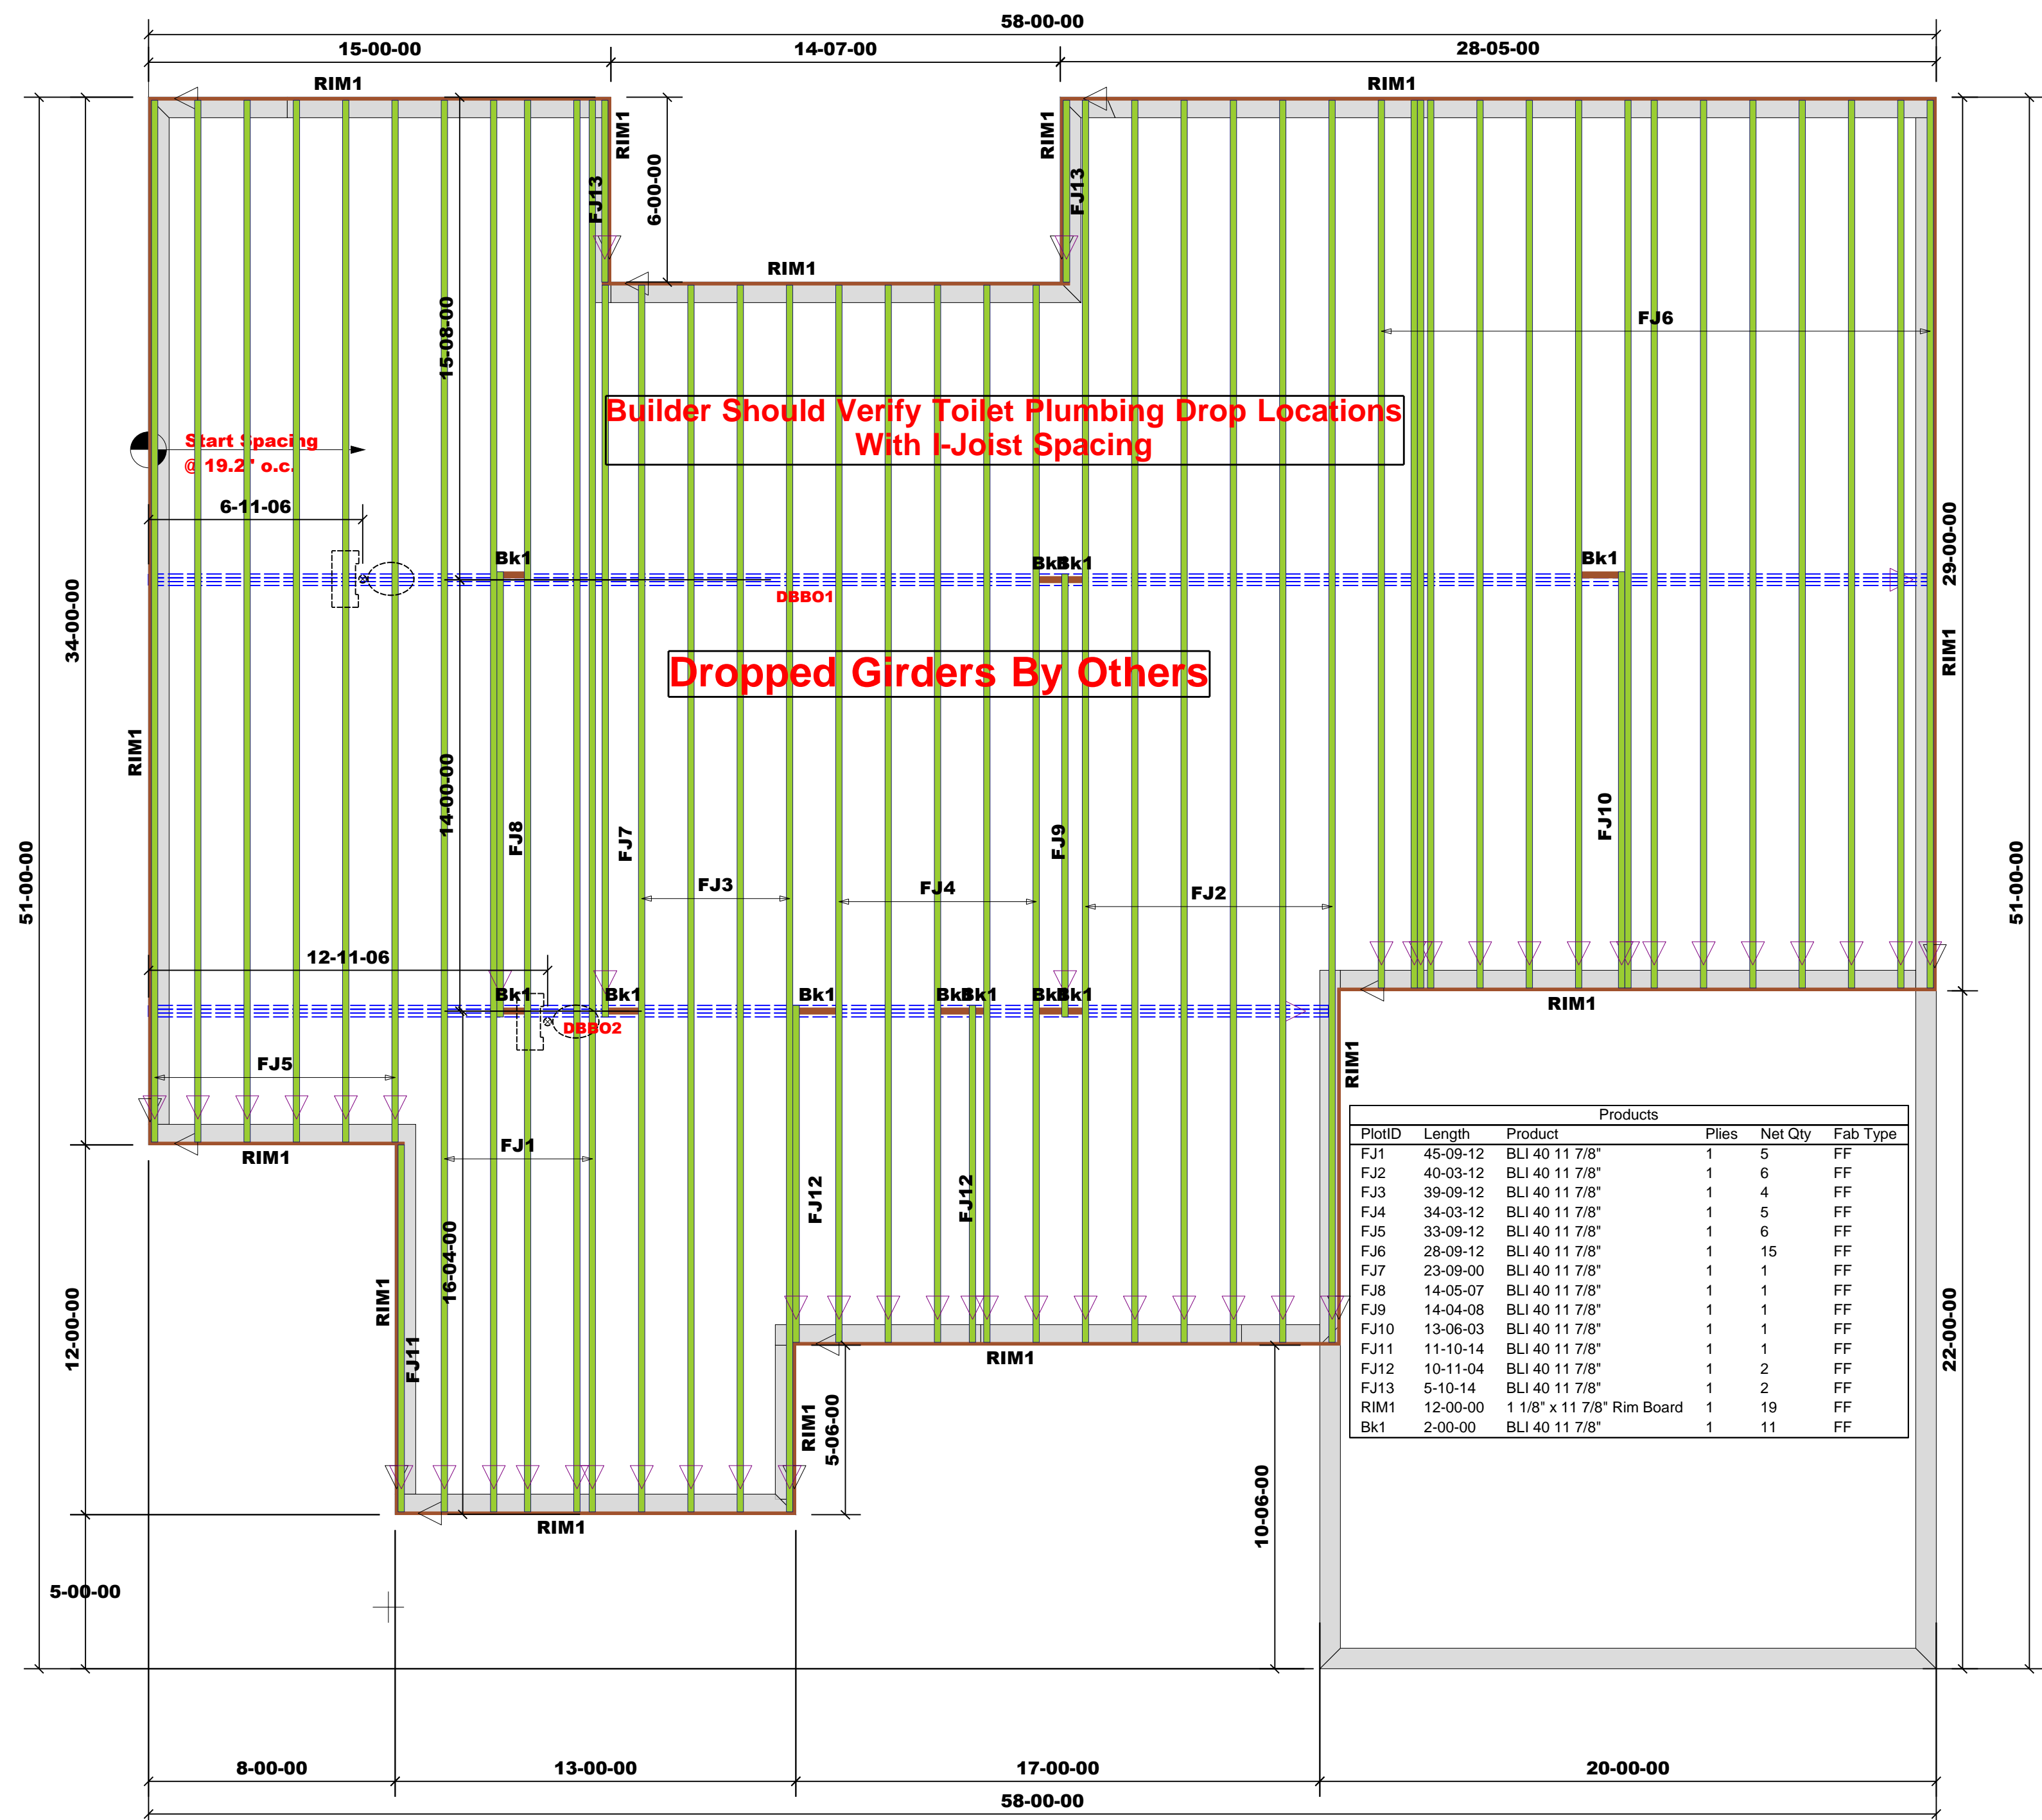 58-00-00
15-00-00
14-07-00
28-05-00
RIM1
RIM1
RIM1
RIM1
FJ13
6-00-00
FJ13
RIM1
15-08-00
FJ6
Builder Should Verify Toilet Plumbing Drop Locations
With I-Joist Spacing
Start Spacing
@ 19.2" o.c.
6-11-06
Bk1
Bk1
Bk1
Bk1
DBBO1
29-00-00
34-00-00
Dropped Girders By Others
RIM1
RIM1
14-00-00
FJ8
FJ7
FJ9
FJ10
51-00-00
51-00-00
FJ3
FJ4
FJ2
12-11-06
Bk1
Bk1
Bk1
Bk1
Bk1
Bk1
Bk1
DBBO2
RIM1
RIM1
FJ5
FJ1
RIM1
FJ12
FJ12
16-04-00
RIM1
FJ11
12-00-00
RIM1
RIM1
5-06-00
RIM1
10-06-00
22-00-00
5-00-00
Products
PlotID Length Product Plies Net Qty Fab Type
FJ1 45-09-12 BLI 40 11 7/8" 1 5 FF
FJ2 40-03-12 BLI 40 11 7/8" 1 6 FF
FJ3 39-09-12 BLI 40 11 7/8" 1 4 FF
FJ4 34-03-12 BLI 40 11 7/8" 1 5 FF
FJ5 33-09-12 BLI 40 11 7/8" 1 6 FF
FJ6 28-09-12 BLI 40 11 7/8" 1 15 FF
FJ7 23-09-00 BLI 40 11 7/8" 1 1 FF
FJ8 14-05-07 BLI 40 11 7/8" 1 1 FF
FJ9 14-04-08 BLI 40 11 7/8" 1 1 FF
FJ10 13-06-03 BLI 40 11 7/8" 1 1 FF
FJ11 11-10-14 BLI 40 11 7/8" 1 1 FF
FJ12 10-11-04 BLI 40 11 7/8" 1 2 FF
FJ13 5-10-14 BLI 40 11 7/8" 1 2 FF
RIM1 12-00-00 1 1/8" x 11 7/8" Rim Board 1 19 FF
Bk1 2-00-00 BLI 40 11 7/8" 1 11 FF
8-00-00
13-00-00
17-00-00
20-00-00
58-00-00